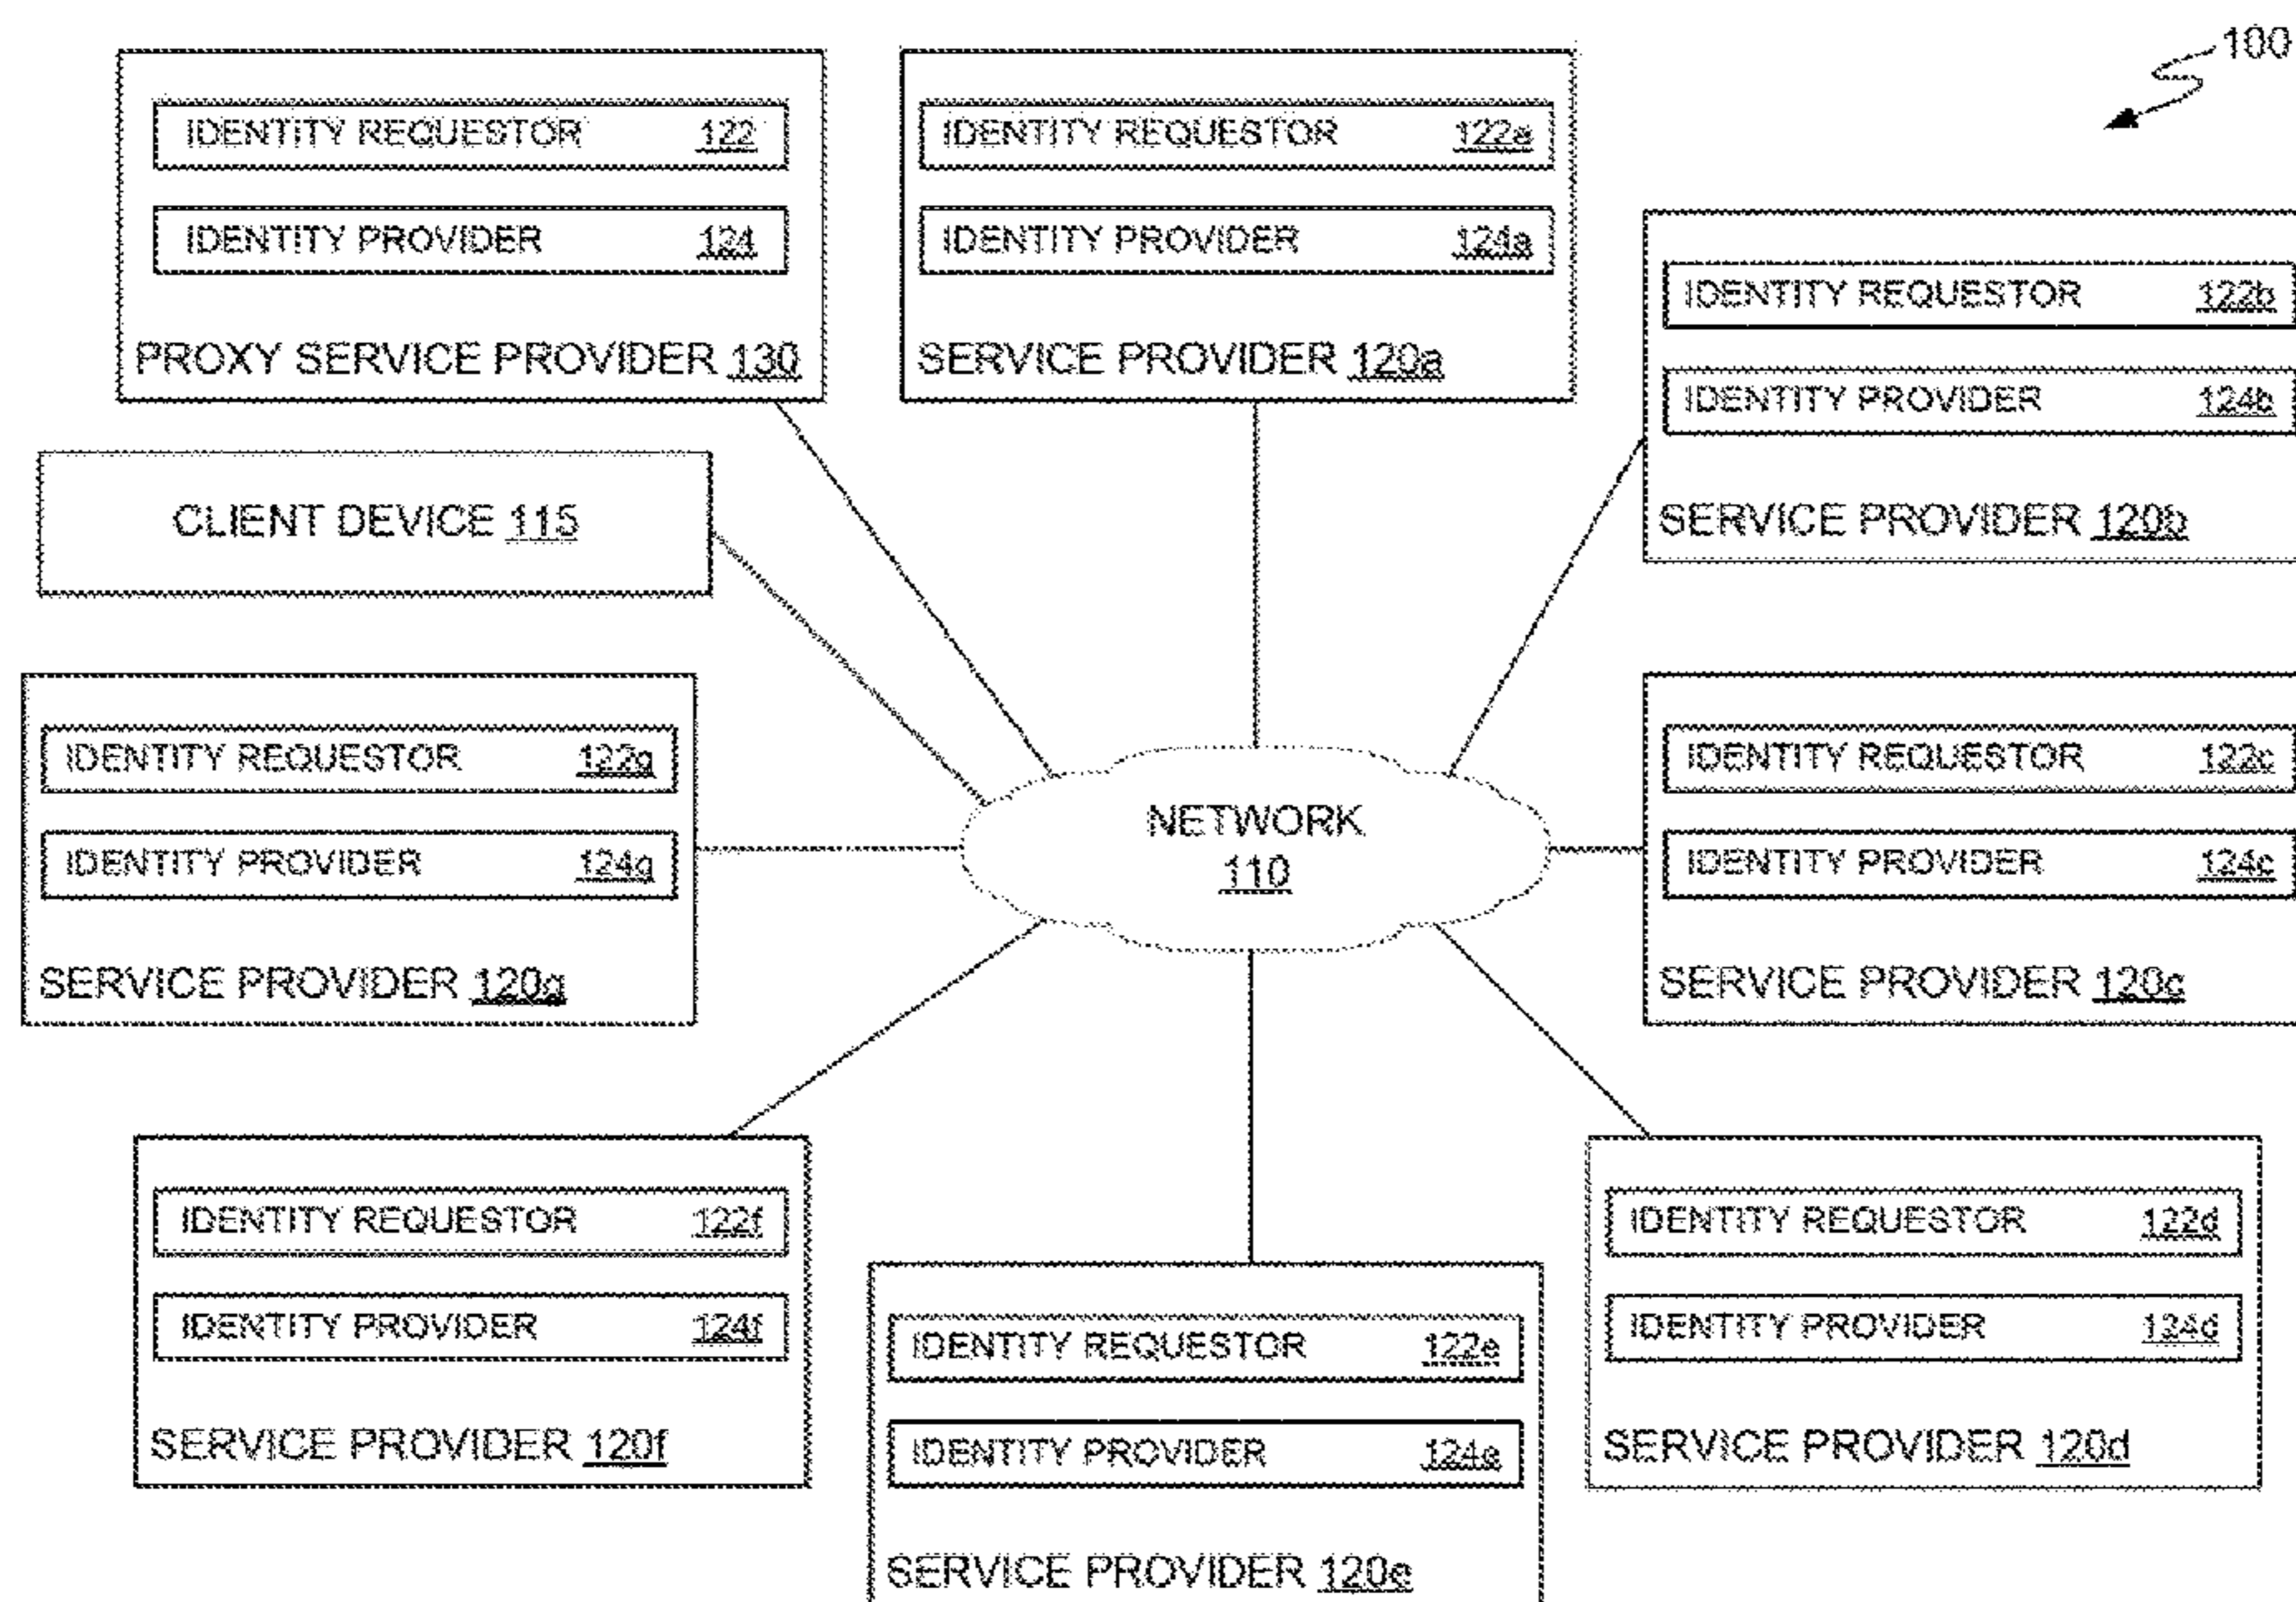 100
IDENTITY REQUESTOR 122
IDENTITY PROVIDER 124
PROXY SERVICE PROVIDER 130
IDENTITY REQUESTOR 122a
IDENTITY PROVIDER 124a
SERVICE PROVIDER 120a
IDENTITY REQUESTOR 122b
IDENTITY PROVIDER 124b
SERVICE PROVIDER 120b
CLIENT DEVICE 115
IDENTITY REQUESTOR 122g
IDENTITY PROVIDER 124g
SERVICE PROVIDER 120g
NETWORK
110
IDENTITY REQUESTOR 122c
IDENTITY PROVIDER 124c
SERVICE PROVIDER 120c
IDENTITY REQUESTOR 122f
IDENTITY PROVIDER 124f
SERVICE PROVIDER 120f
IDENTITY REQUESTOR 122e
IDENTITY PROVIDER 124e
SERVICE PROVIDER 120e
IDENTITY REQUESTOR 122d
IDENTITY PROVIDER 124d
SERVICE PROVIDER 120d